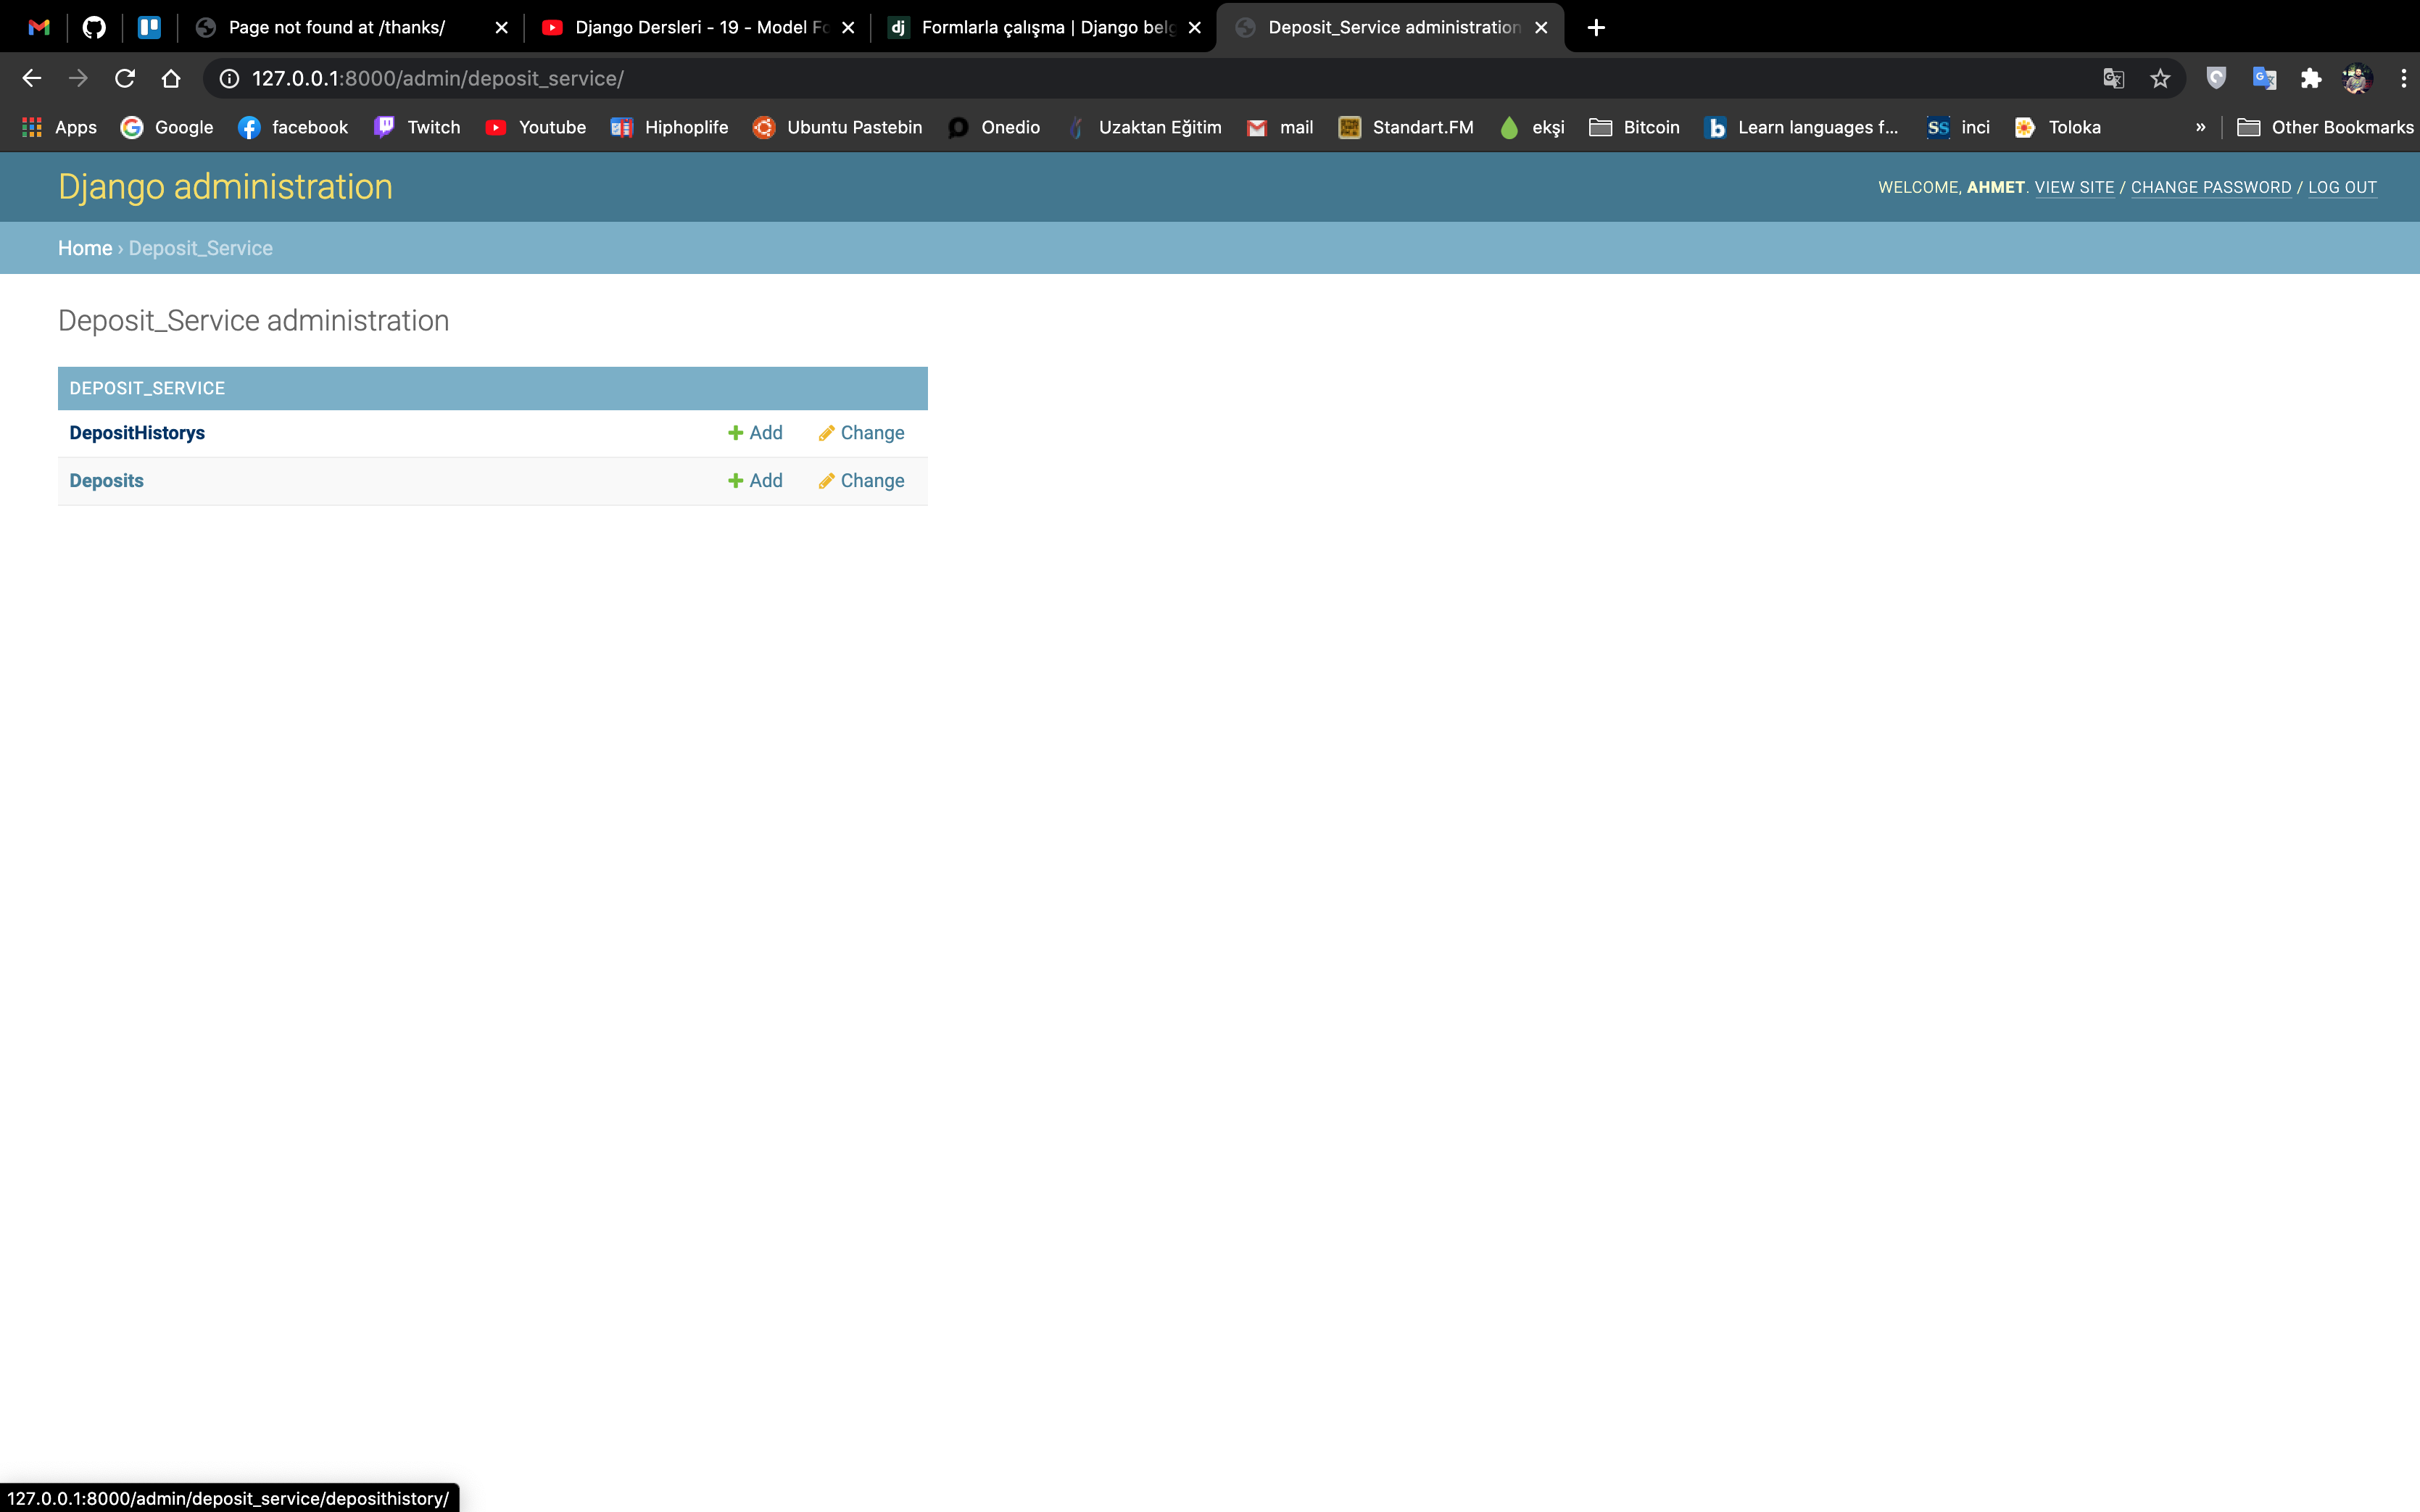 Page not found at /thanks/
Django Dersleri - 19 - Model Fo
Formlarla çalışma | Django belg
Deposit_Service administration
127.0.0.1:8000/admin/deposit_service/
Apps Google facebook Twitch Youtube Hiphoplife Ubuntu Pastebin Onedio Uzaktan Eğitim mail Standart.FM ekşi Bitcoin Learn languages f... inci Toloka » Other Bookmarks
Django administration
WELCOME, AHMET. VIEW SITE / CHANGE PASSWORD / LOG OUT
Home › Deposit_Service
Deposit_Service administration
DEPOSIT_SERVICE
DepositHistorys Add Change
Deposits Add Change
127.0.0.1:8000/admin/deposit_service/deposithistory/